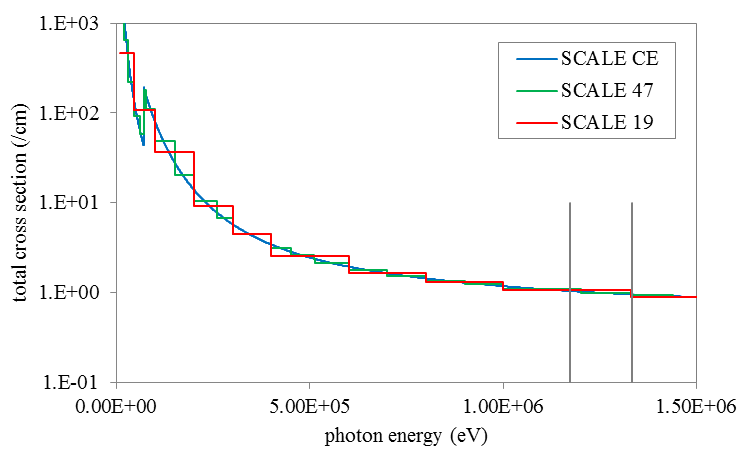 1.E+03
1.E+02
1.E+01
1.E+00
1.E-01
total cross section (/cm)
SCALE CE
SCALE 47
SCALE 19
0.00E+00
5.00E+05
1.00E+06
1.50E+06
photon energy (eV)